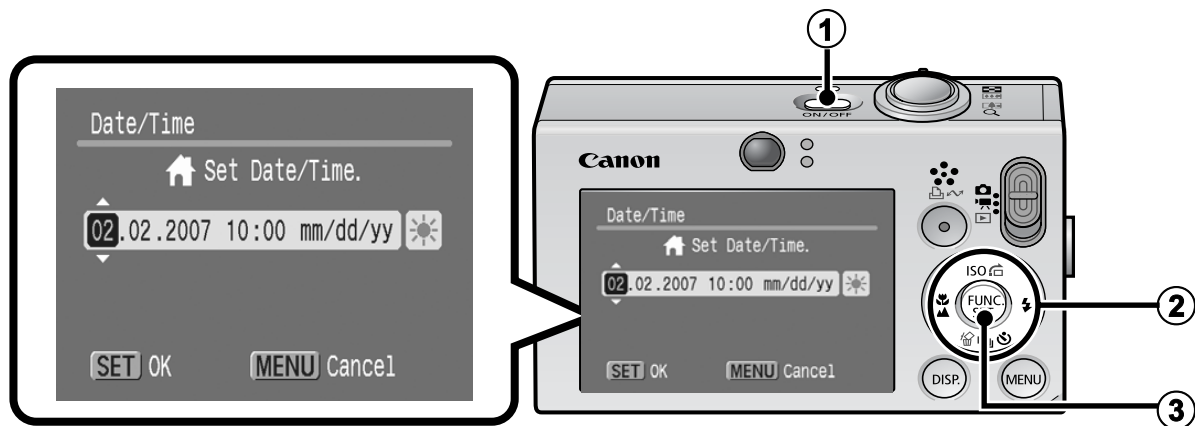 Date/Time
Set Date/Time.
02.02.2007 10:00 mm/dd/yy
SET OK MENU Cancel
1
ON/OFF
Canon
Date/Time
Set Date/Time.
02.02.2007 10:00 mm/dd/yy
SET OK MENU Cancel
ISO
FUNC.
2
DISP.
MENU
3